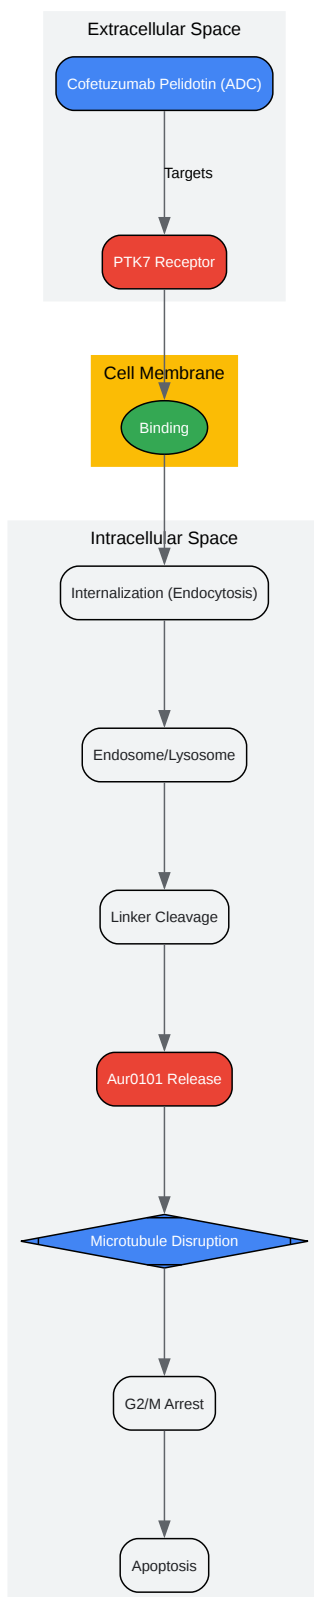 Extracellular Space
Cofetuzumab Pelidotin (ADC)
Targets
PTK7 Receptor
Cell Membrane
Binding
Intracellular Space
Internalization (Endocytosis)
Endosome/Lysosome
Linker Cleavage
Aur0101 Release
Microtubule Disruption
G2/M Arrest
Apoptosis